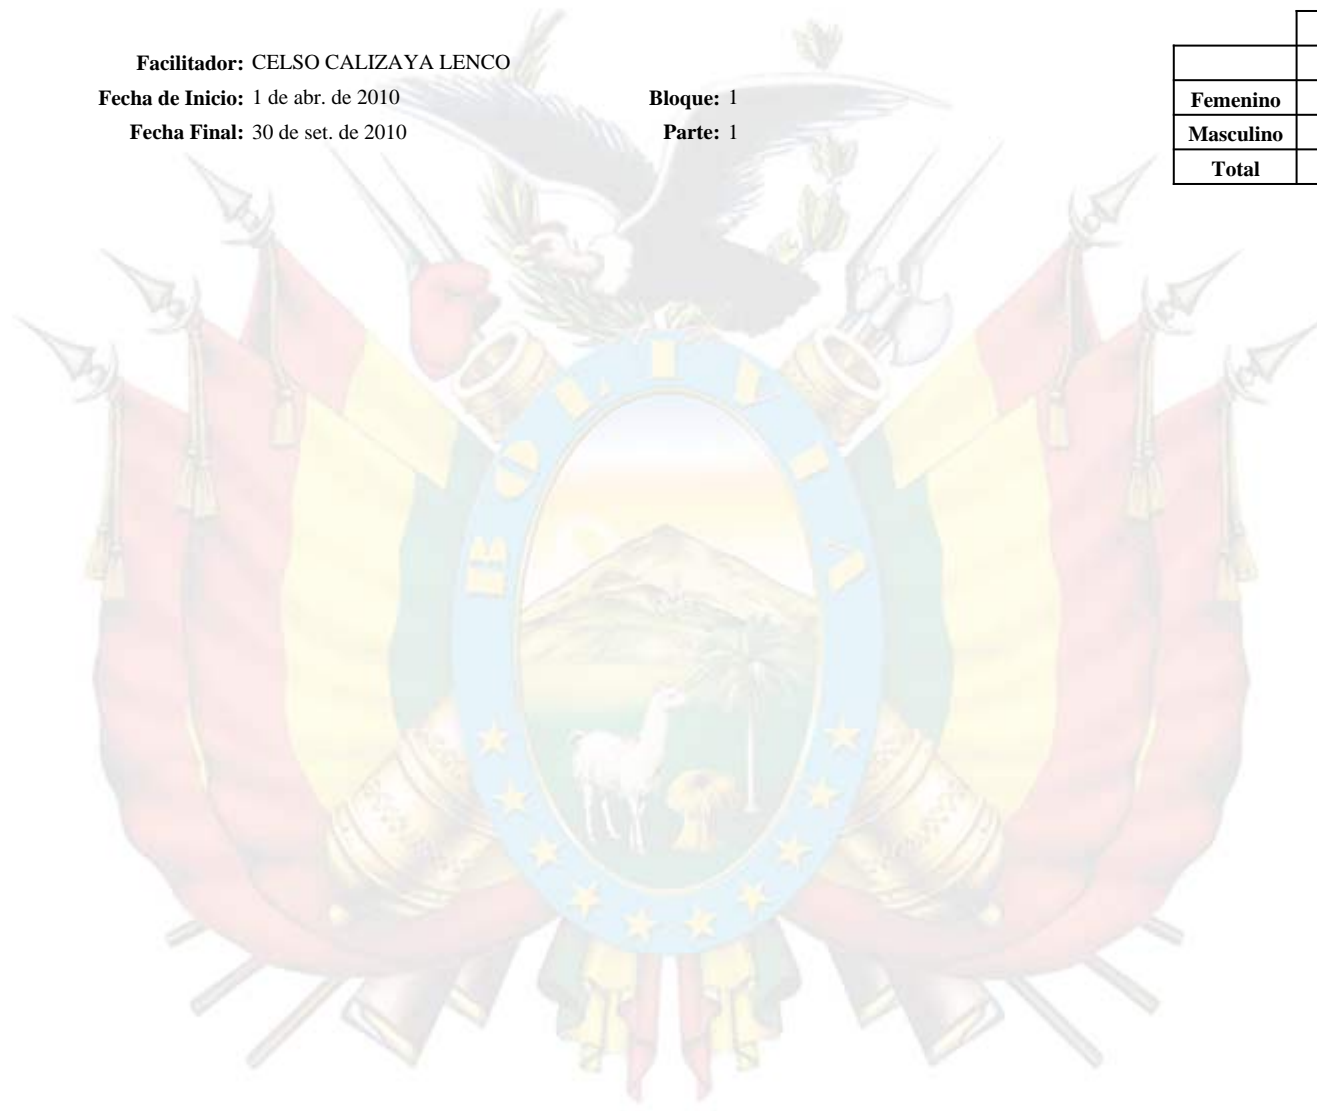 Facilitador: CELSO CALIZAYA LENCO
Fecha de Inicio: 1 de abr. de 2010 Bloque: 1
Fecha Final: 30 de set. de 2010 Parte: 1
Femenino
Masculino
Total
BOLIVIA